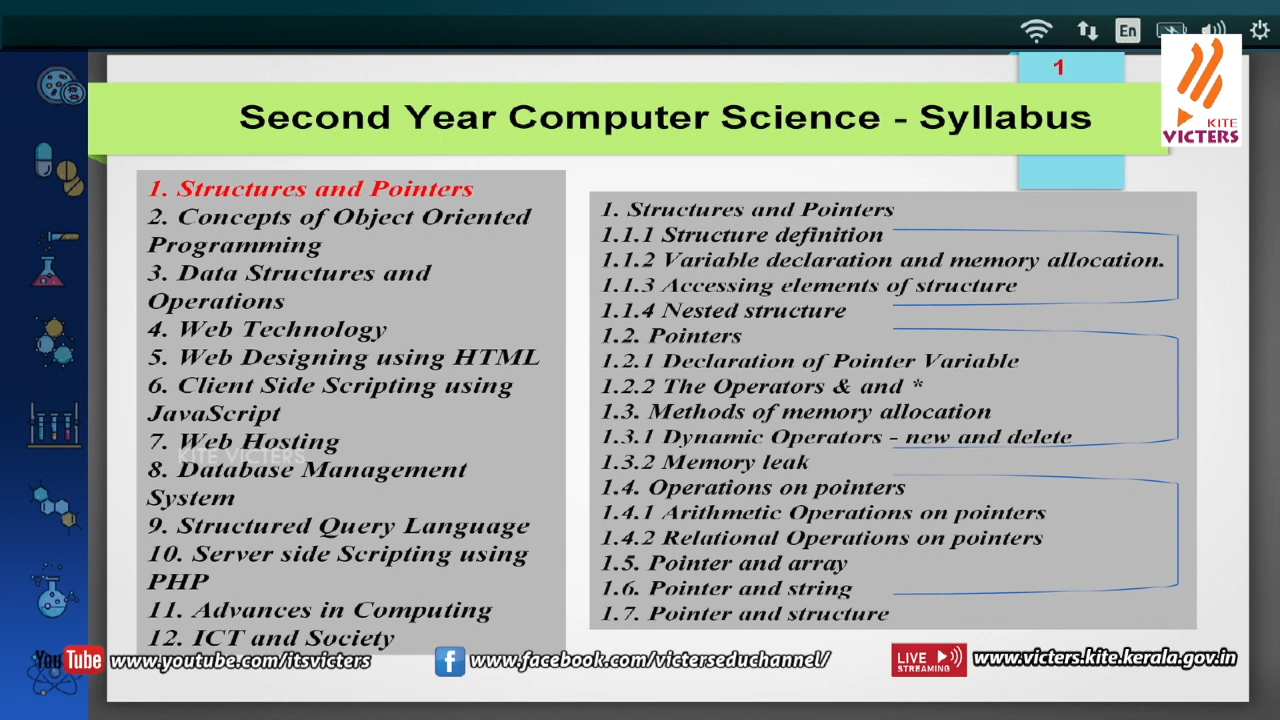 En
1
Second Year Computer Science - Syllabus
KITE
VICTERS
1. Structures and Pointers
2. Concepts of Object Oriented
Programming
3. Data Structures and
Operations
4. Web Technology
5. Web Designing using HTML
6. Client Side Scripting using
JavaScript
7. Web Hosting
KITE VICTERS
8. Database Management
System
9. Structured Query Language
10. Server side Scripting using
PHP
11. Advances in Computing
12. ICT and Society
1. Structures and Pointers
1.1.1 Structure definition
1.1.2 Variable declaration and memory allocation.
1.1.3 Accessing elements of structure
1.1.4 Nested structure
1.2. Pointers
1.2.1 Declaration of Pointer Variable
1.2.2 The Operators & and *
1.3. Methods of memory allocation
1.3.1 Dynamic Operators - new and delete
1.3.2 Memory leak
1.4. Operations on pointers
1.4.1 Arithmetic Operations on pointers
1.4.2 Relational Operations on pointers
1.5. Pointer and array
1.6. Pointer and string
1.7. Pointer and structure
You Tube www.youtube.com/itsvicters
f www.facebook.com/victerseduchannel/
LIVE
STREAMING
www.victers.kite.kerala.gov.in